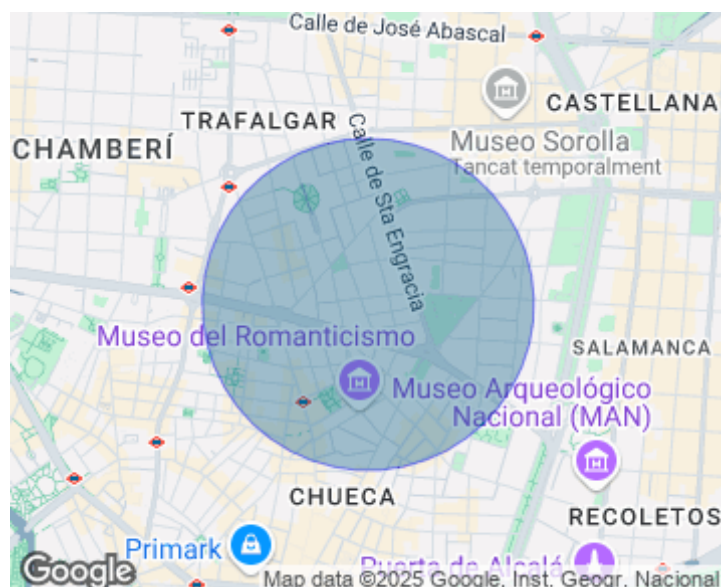 Calle de José Abascal
CASTELLANA
TRAFALGAR
Museo Sorolla
Tancat temporalment
CHAMBERÍ
Calle de Sta Engracia
Museo del Romanticismo
SALAMANCA
Museo Arqueológico
Nacional (MAN)
CHUECA
RECOLETOS
Primark
Puerta de Alcalá
Google
Map data ©2025 Google, Inst. Geogr. Nacional